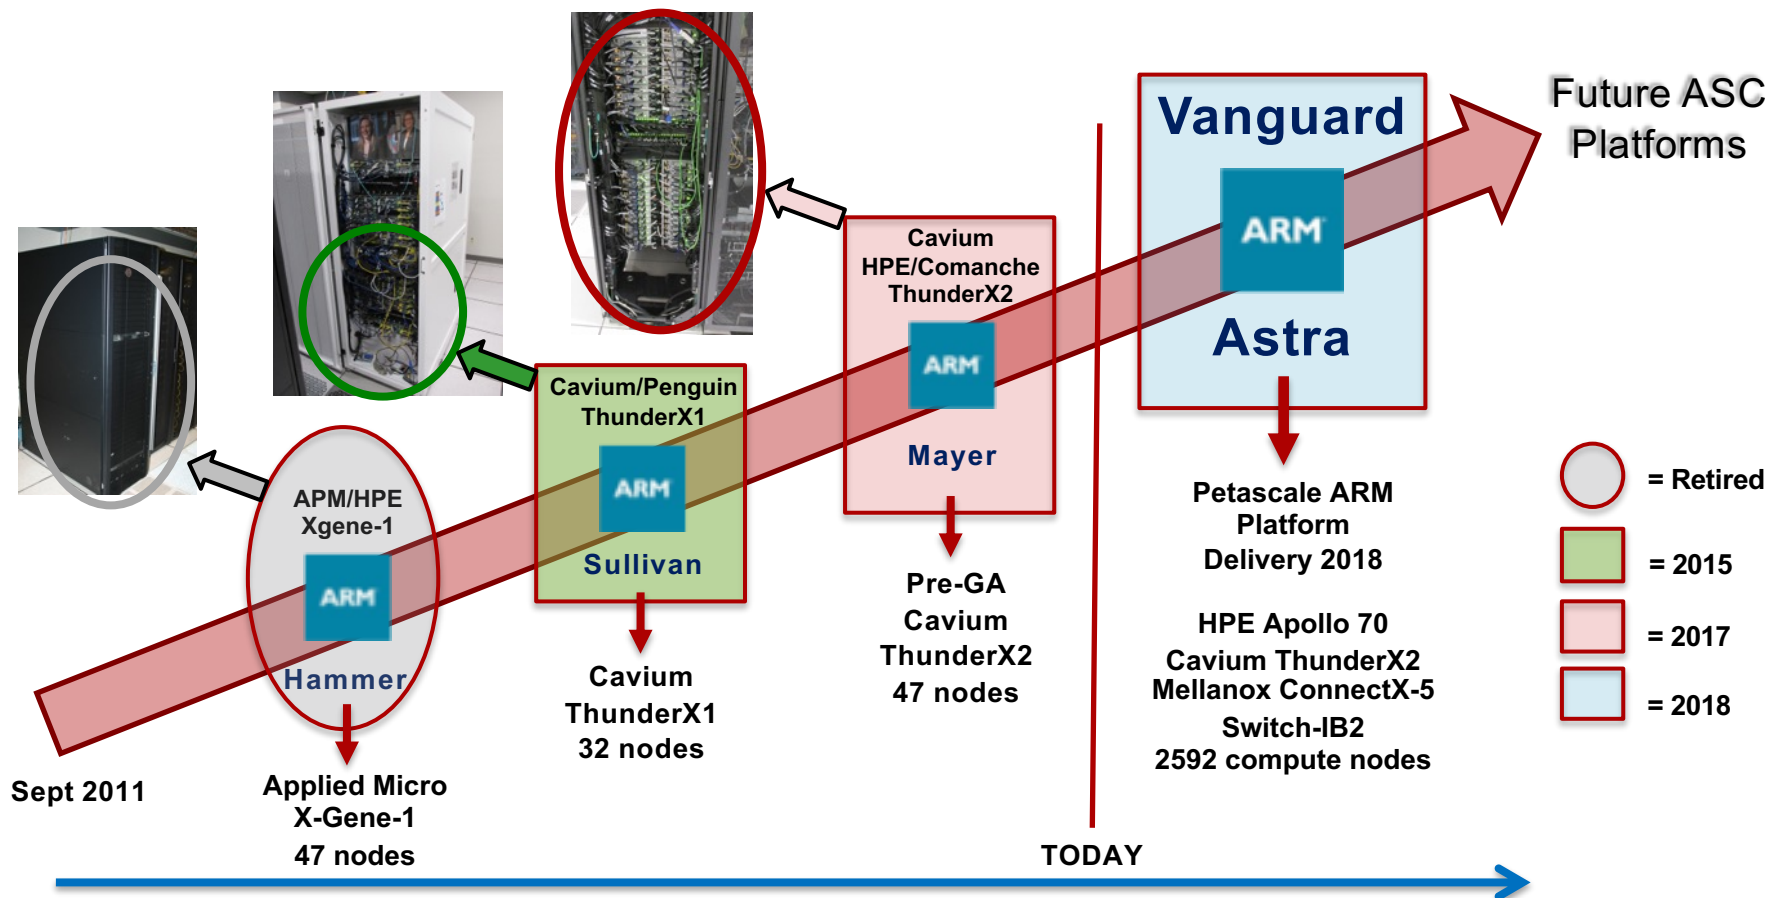 Future ASC
Platforms
Vanguard
ARM
Astra
Cavium
HPE/Comanche
ThunderX2
ARM
Mayer
Cavium/Penguin
ThunderX1
ARM
Sullivan
APM/HPE
Xgene-1
ARM
Hammer
Sept 2011
Applied Micro
X-Gene-1
47 nodes
Cavium
ThunderX1
32 nodes
Pre-GA
Cavium
ThunderX2
47 nodes
Petascale ARM
Platform
Delivery 2018
HPE Apollo 70
Cavium ThunderX2
Mellanox ConnectX-5
Switch-IB2
2592 compute nodes
TODAY
= Retired
= 2015
= 2017
= 2018